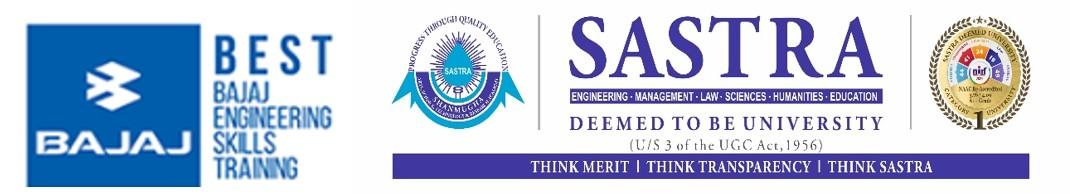 BAJAJ
BEST
BAJAJ
ENGINEERING
SKILLS
TRAINING
PROGRESS THROUGH QUALITY EDUCATION
SASTRA
SHANMUGHA
SASTRA
ENGINEERING · MANAGEMENT · LAW · SCIENCES · HUMANITIES · EDUCATION
DEEMED TO BE UNIVERSITY
(U/S 3 of the UGC Act, 1956)
THINK MERIT | THINK TRANSPARENCY | THINK SASTRA
SASTRA DEEMED UNIVERSITY
CATEGORY 1 UNIVERSITY